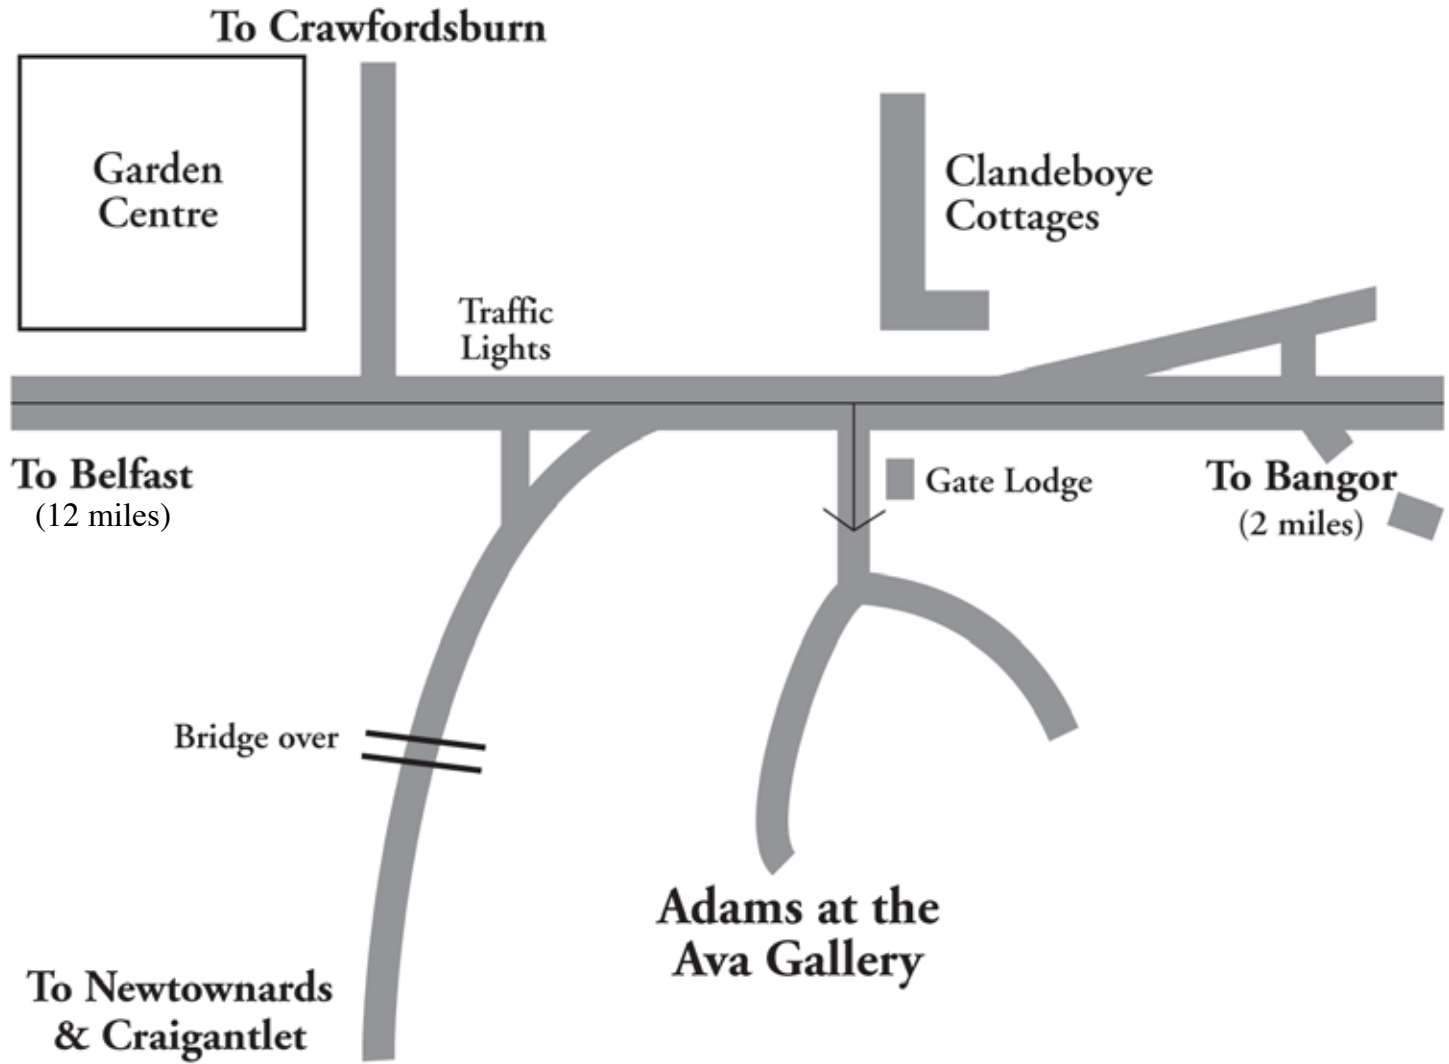 To Crawfordsburn
Garden
Centre
Clandeboye
Cottages
Traffic
Lights
To Belfast
(12 miles)
Gate Lodge
To Bangor
(2 miles)
Bridge over
Adams at the
Ava Gallery
To Newtownards
& Craigantlet